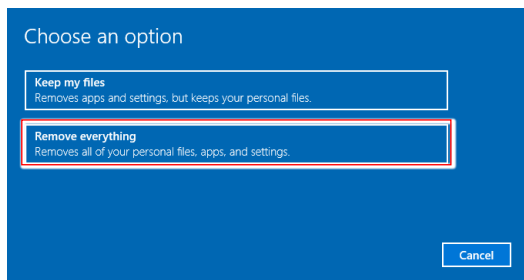 Choose an option
Keep my files
Removes apps and settings, but keeps your personal files.
Remove everything
Removes all of your personal files, apps, and settings.
Cancel